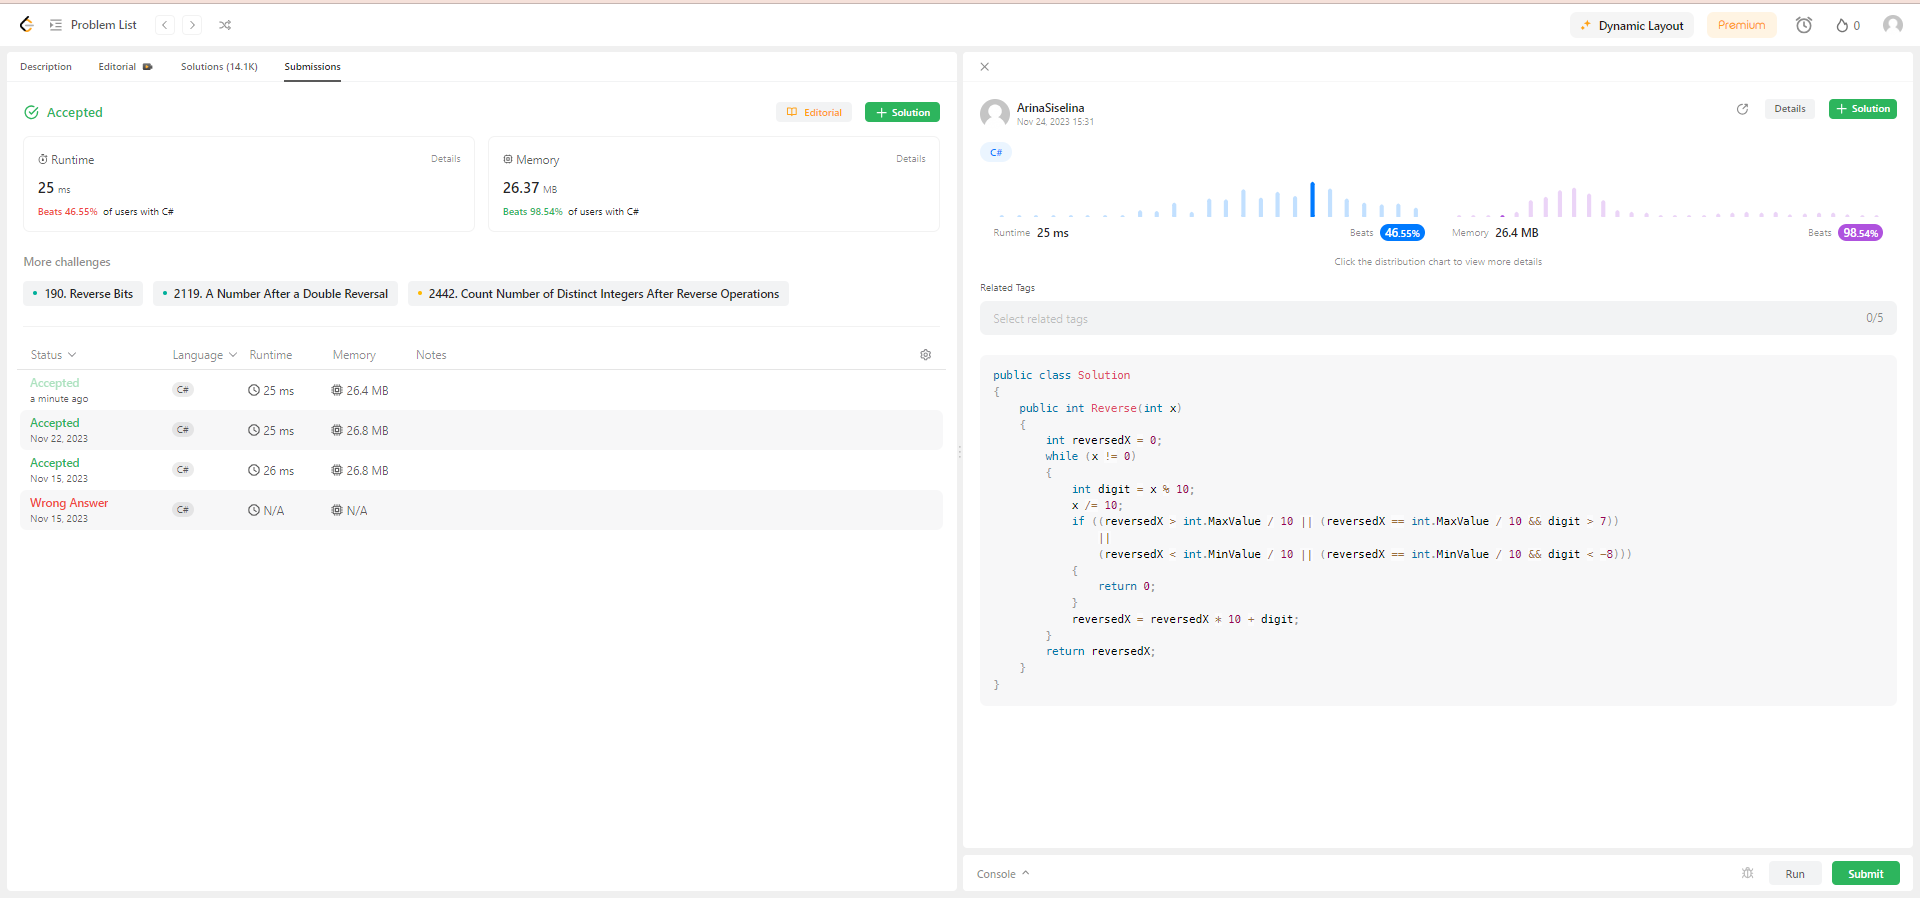 Problem List
Dynamic Layout
Premium
0
Description
Editorial
Solutions (14.1K)
Submissions
Accepted
Editorial
Solution
Runtime
Details
25 ms
Beats 46.55% of users with C#
Memory
Details
26.37 MB
Beats 98.54% of users with C#
More challenges
190. Reverse Bits
2119. A Number After a Double Reversal
2442. Count Number of Distinct Integers After Reverse Operations
Status Language Runtime Memory Notes
Accepted
a minute ago
C# 25 ms 26.4 MB
Accepted
Nov 22, 2023
C# 25 ms 26.8 MB
Accepted
Nov 15, 2023
C# 26 ms 26.8 MB
Wrong Answer
Nov 15, 2023
C# N/A N/A
ArinaSiselina
Nov 24, 2023 15:31
Details
Solution
C#
Runtime 25 ms
Beats 46.55%
Memory 26.4 MB
Beats 98.54%
Click the distribution chart to view more details
Related Tags
Select related tags
0/5
public class Solution
{
    public int Reverse(int x)
    {
        int reversedX = 0;
        while (x != 0)
        {
            int digit = x % 10;
            x /= 10;
            if ((reversedX > int.MaxValue / 10 || (reversedX == int.MaxValue / 10 && digit > 7))
                ||
                (reversedX < int.MinValue / 10 || (reversedX == int.MinValue / 10 && digit < -8)))
            {
                return 0;
            }
            reversedX = reversedX * 10 + digit;
        }
        return reversedX;
    }
}
Console
Run
Submit